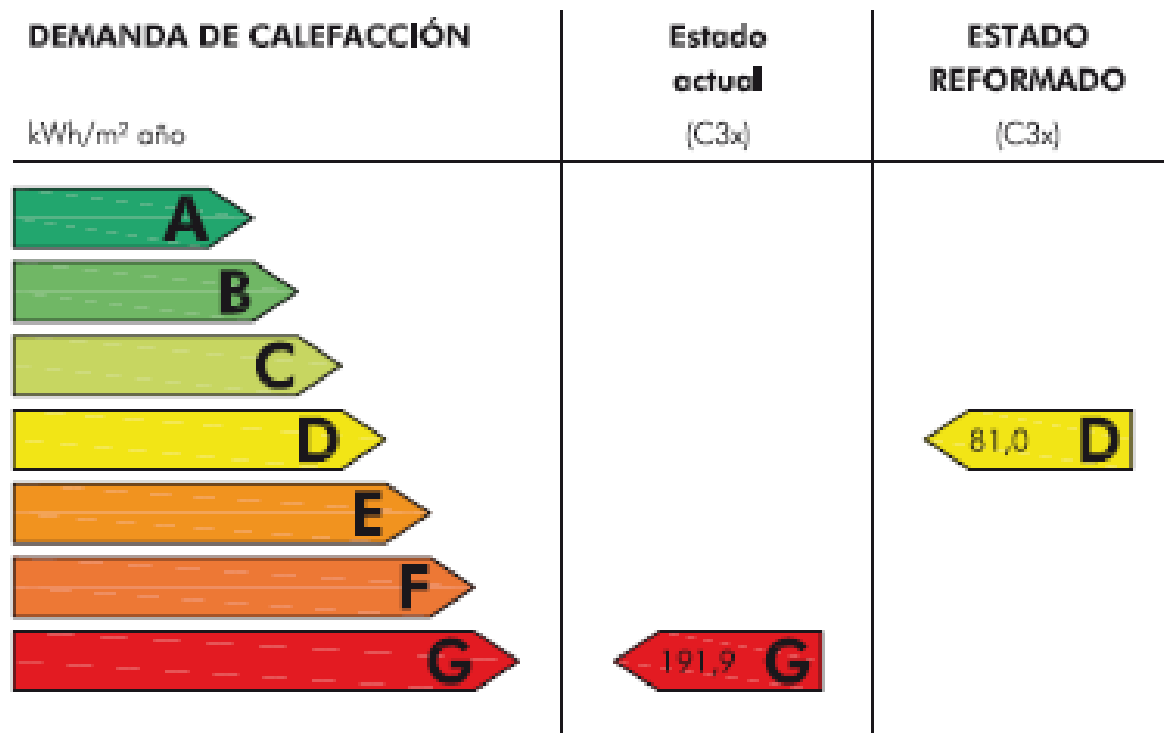 DEMANDA DE CALEFACCIÓN
kWh/m² año
Estado
actual
(C3x)
ESTADO
REFORMADO
(C3x)
A
B
C
D
81,0 D
E
F
G
191,9 G